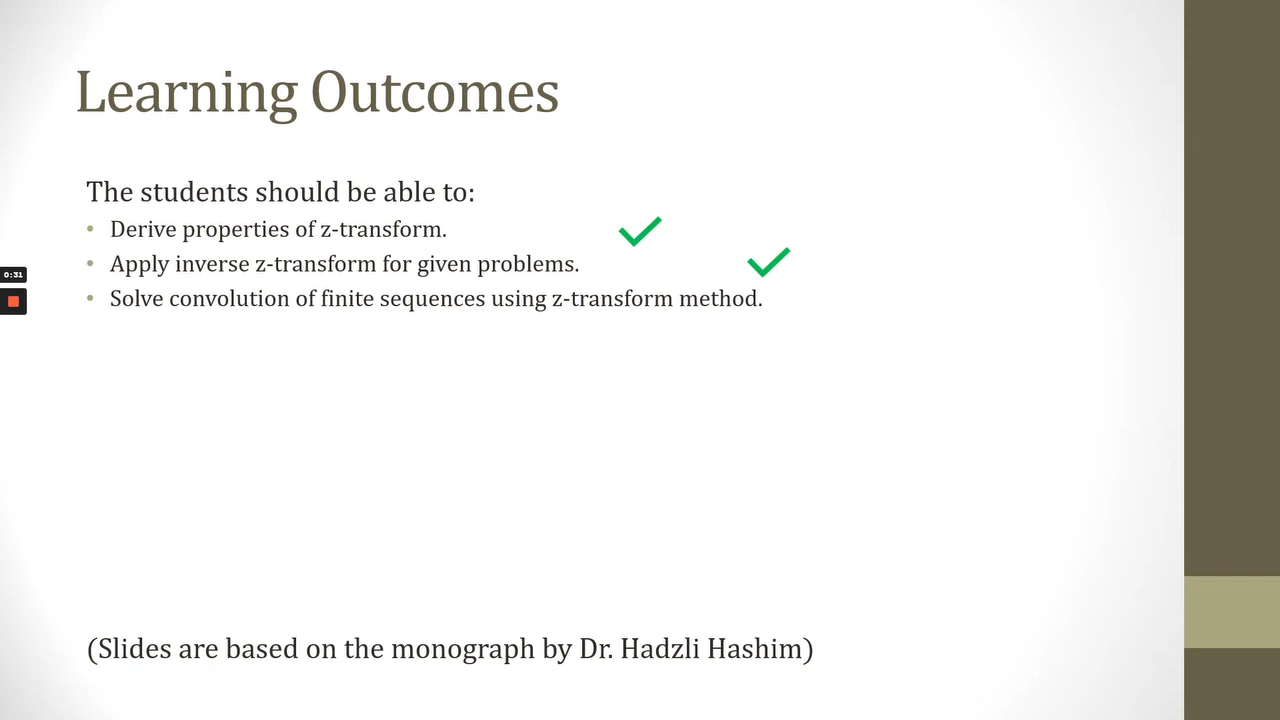 Learning Outcomes
The students should be able to:
• Derive properties of z-transform.
• Apply inverse z-transform for given problems.
0:31
• Solve convolution of finite sequences using z-transform method.
(Slides are based on the monograph by Dr. Hadzli Hashim)